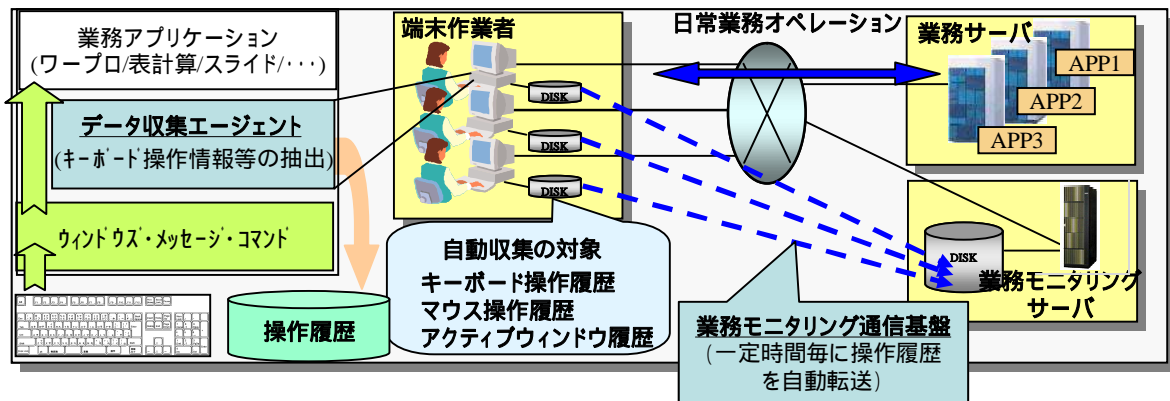 業務アプリケーション
(ワープロ/表計算/スライド/・・・)
データ収集エージェント
(キーボード操作情報等の抽出)
ウィンドウズ・メッセージ・コマンド
操作履歴
端末作業者
DISK
DISK
DISK
自動収集の対象
キーボード操作履歴
マウス操作履歴
アクティブウィンドウ履歴
日常業務オペレーション
業務サーバ
APP1
APP2
APP3
DISK
業務モニタリング
サーバ
業務モニタリング通信基盤
(一定時間毎に操作履歴
を自動転送)